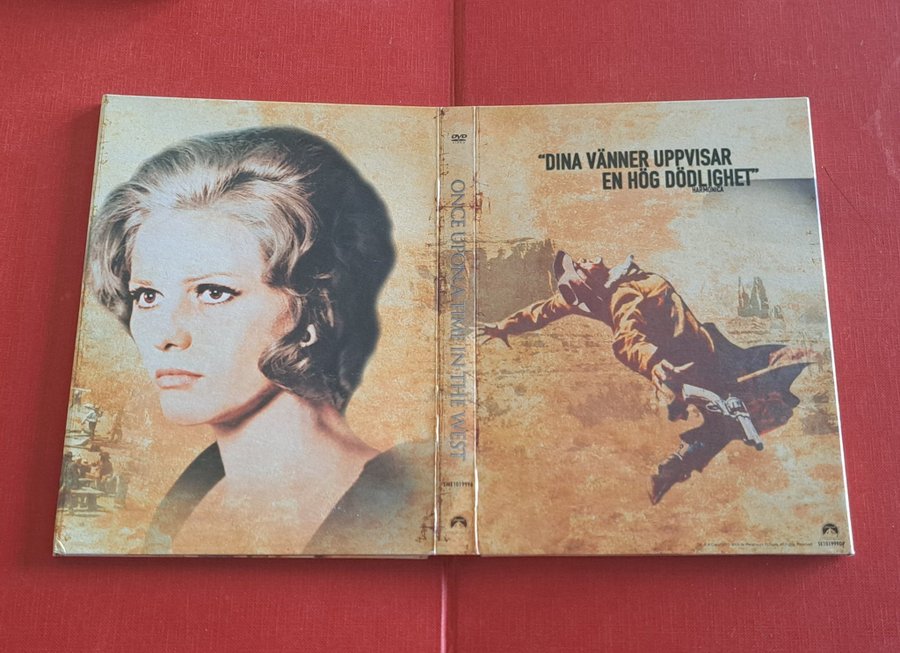 DVD
ONCE UPON A TIME IN THE WEST
"DINA VÄNNER UPPVISAR
EN HÖG DÖDLIGHET"
HARMONICA